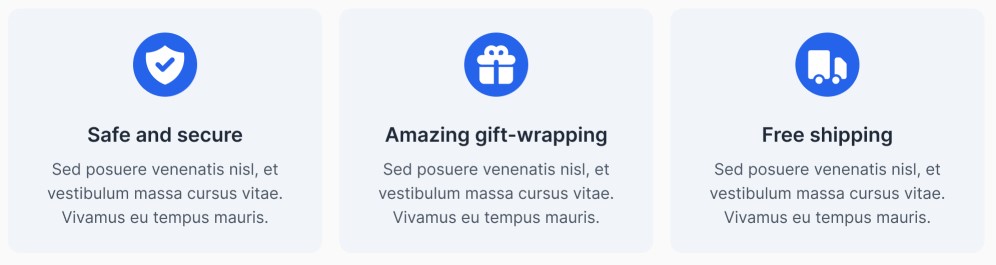 Safe and secure
Sed posuere venenatis nisl, et
vestibulum massa cursus vitae.
Vivamus eu tempus mauris.
Amazing gift-wrapping
Sed posuere venenatis nisl, et
vestibulum massa cursus vitae.
Vivamus eu tempus mauris.
Free shipping
Sed posuere venenatis nisl, et
vestibulum massa cursus vitae.
Vivamus eu tempus mauris.